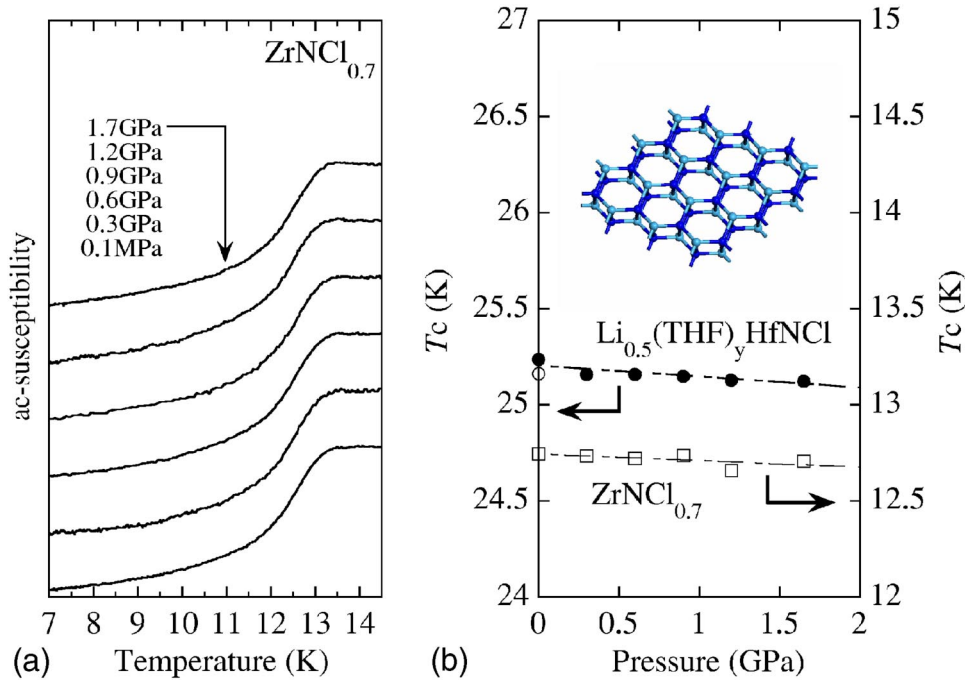 ZrNCl0.7
1.7GPa
1.2GPa
0.9GPa
0.6GPa
0.3GPa
0.1MPa
ac-susceptibility
7 8 9 10 11 12 13 14
(a) Temperature (K)
27
26.5
26
25.5
25
24.5
24
Tc (K)
Li0.5(THF)yHfNCl
ZrNCl0.7
15
14.5
14
13.5
13
12.5
12
Tc (K)
0 0.5 1 1.5 2
(b) Pressure (GPa)